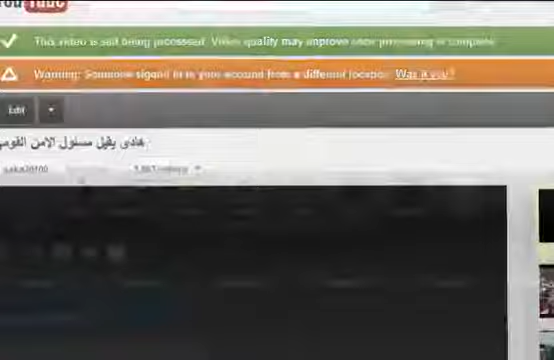 YouTube
This video is still being processed. Video quality may improve once processing is complete.
Warning: Someone signed in to your account from a different location. Was it you?
Edit
هادى يقيل مسئول الامن القومي